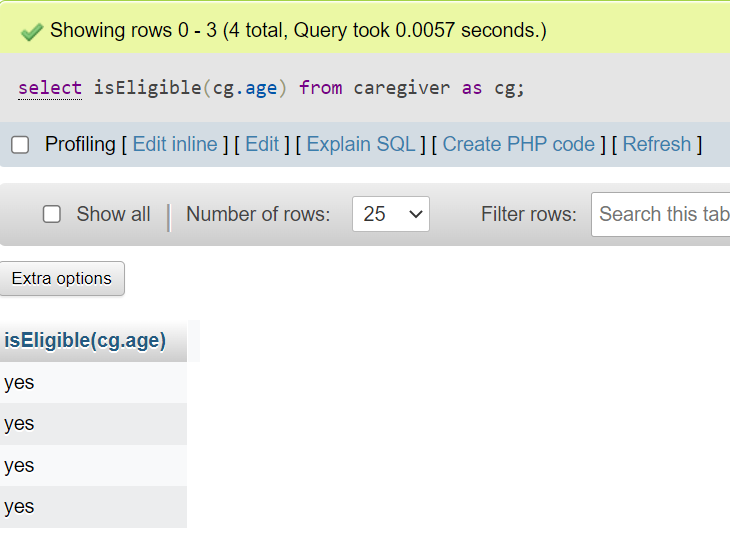 Showing rows 0 - 3 (4 total, Query took 0.0057 seconds.)
select isEligible(cg.age) from caregiver as cg;
Profiling [ Edit inline ] [ Edit ] [ Explain SQL ] [ Create PHP code ] [ Refresh ]
Show all | Number of rows: 25 Filter rows: Search this tab
Extra options
isEligible(cg.age)
yes
yes
yes
yes